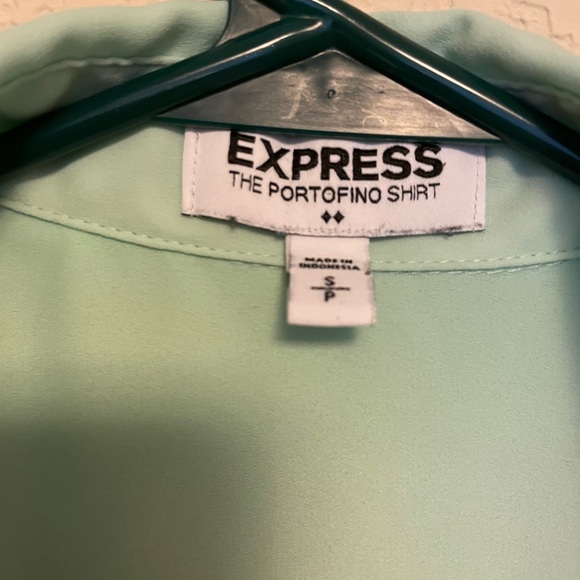 EXPRESS
THE PORTOFINO SHIRT
MADE IN
INDONESIA
S
P